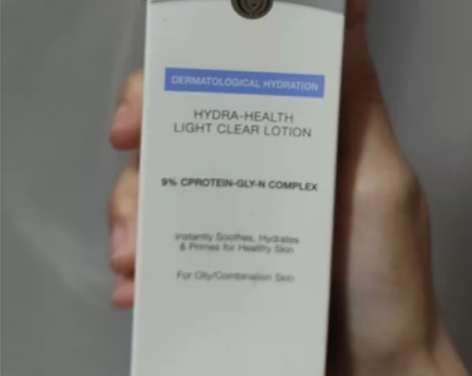 DERMATOLOGICAL HYDRATION
HYDRA-HEALTH
LIGHT CLEAR LOTION
9% CPROTEIN-GLY-N COMPLEX
Instantly Soothes, Hydrates
& Primes for Healthy Skin
For Oily/Combination Skin